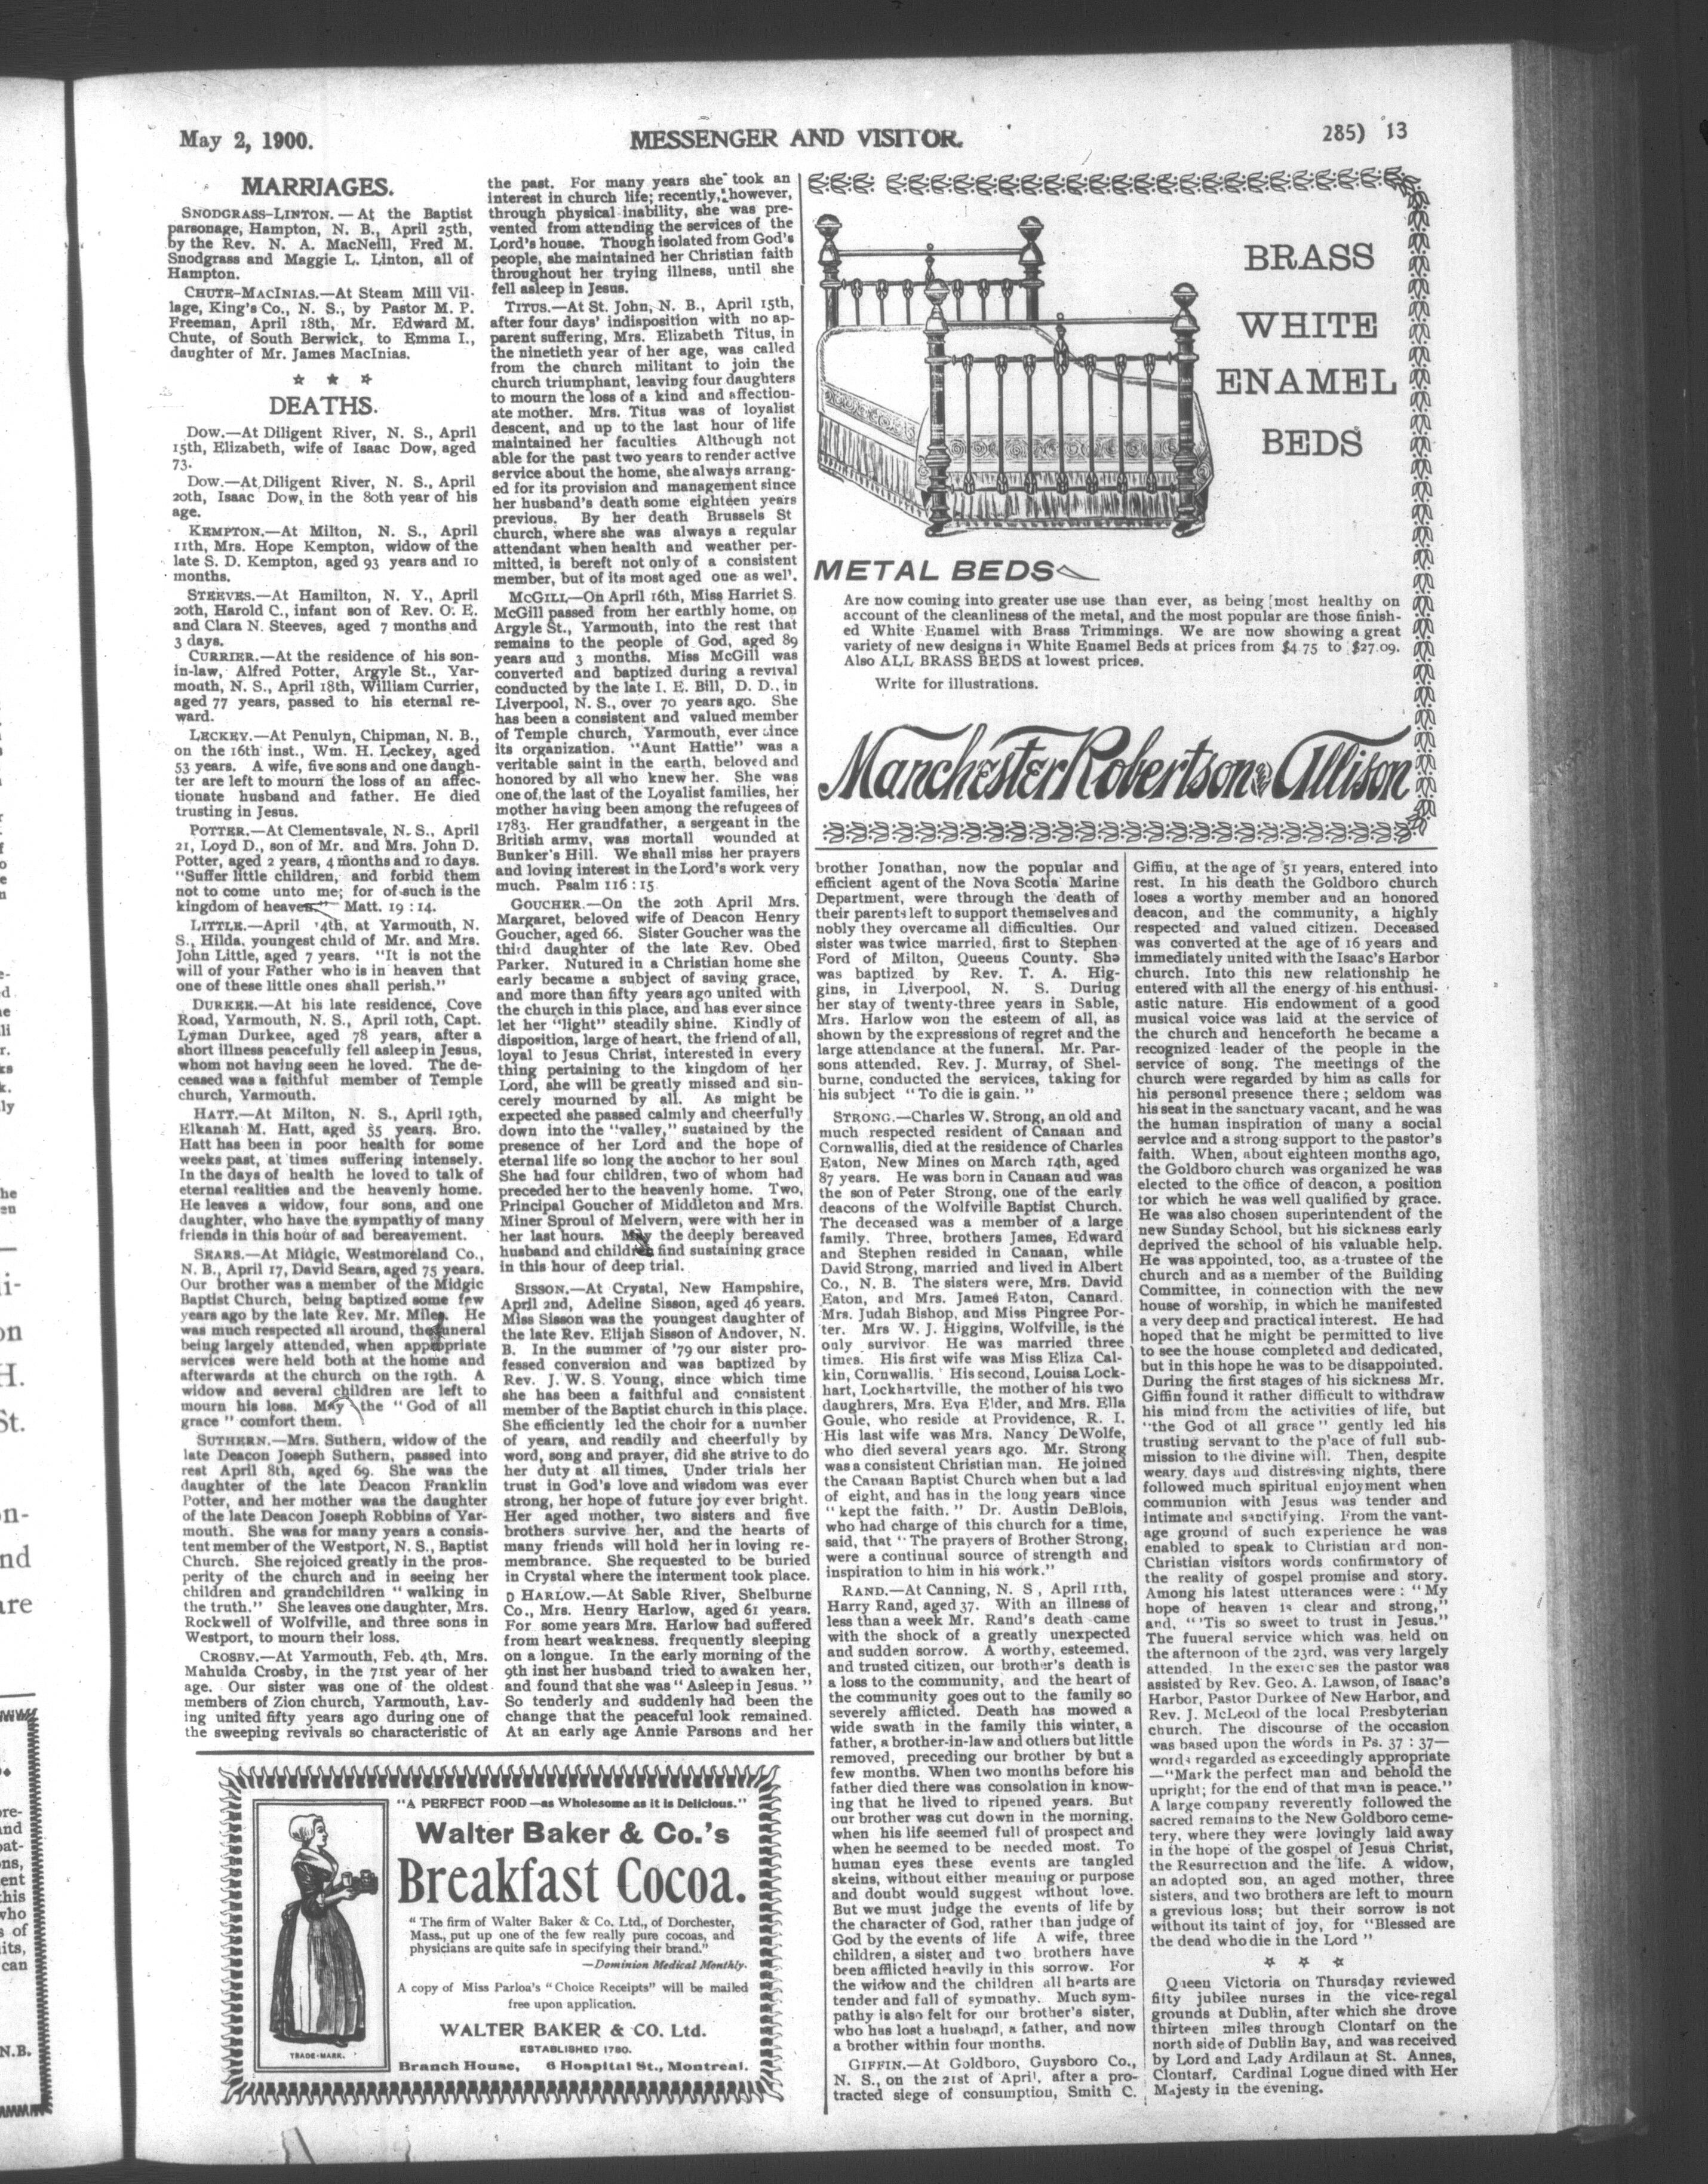 May 2, 1900.
MESSENGER AND VISITOR.
285) 13
MARRIAGES.
SNODGRASS-LINTON. — At the Baptist
parsonage, Hampton, N. B., April 25th,
by the Rev. N. A. MacNeill, Fred M.
Snodgrass and Maggie L. Linton, all of
Hampton.
CHUTE-MACINIAS.—At Steam Mill Vil-
lage, King's Co., N. S., by Pastor M. P.
Freeman, April 18th, Mr. Edward M.
Chute, of South Berwick, to Emma I.,
daughter of Mr. James MacInias.
DEATHS.
DOW.—At Diligent River, N. S., April
15th, Elizabeth, wife of Isaac Dow, aged
73.
DOW.—At Diligent River, N. S., April
20th, Isaac Dow, in the 80th year of his
age.
KEMPTON.—At Milton, N. S., April
11th, Mrs. Hope Kempton, widow of the
late S. D. Kempton, aged 93 years and 10
months.
STEEVES.—At Hamilton, N. Y., April
20th, Harold C., infant son of Rev. O. E.
and Clara N. Steeves, aged 7 months and
3 days.
CURRIER.—At the residence of his son-
in-law, Alfred Potter, Argyle St., Yar-
mouth, N. S., April 18th, William Currier,
aged 77 years, passed to his eternal re-
ward.
LECKEY.—At Penulyn, Chipman, N. B.,
on the 16th inst., Wm. H. Leckey, aged
53 years. A wife, five sons and one daugh-
ter are left to mourn the loss of an affec-
tionate husband and father. He died
trusting in Jesus.
POTTER.—At Clementsvale, N. S., April
21, Loyd D., son of Mr. and Mrs. John D.
Potter, aged 2 years, 4 months and 10 days.
"Suffer little children, and forbid them
not to come unto me; for of such is the
kingdom of heaven." Matt. 19 : 14.
LITTLE.—April '4th, at Yarmouth, N.
S., Hilda, youngest child of Mr. and Mrs.
John Little, aged 7 years. "It is not the
will of your Father who is in heaven that
one of these little ones shall perish."
DURKEE.—At his late residence, Cove
Road, Yarmouth, N. S., April 10th, Capt.
Lyman Durkee, aged 78 years, after a
short illness peacefully fell asleep in Jesus,
whom not having seen he loved. The de-
ceased was a faithful member of Temple
church, Yarmouth.
HATT.—At Milton, N. S., April 19th,
Elkanah M. Hatt, aged 55 years. Bro.
Hatt has been in poor health for some
weeks past, at times suffering intensely.
In the days of health he loved to talk of
eternal realities and the heavenly home.
He leaves a widow, four sons, and one
daughter, who have the sympathy of many
friends in this hour of sad bereavement.
SEARS.—At Midgic, Westmoreland Co.,
N. B., April 17, David Sears, aged 75 years.
Our brother was a member of the Midgic
Baptist Church, being baptized some few
years ago by the late Rev. Mr. Miles. He
was much respected all around, the funeral
being largely attended, when appropriate
services were held both at the home and
afterwards at the church on the 19th. A
widow and several children are left to
mourn his loss. May the "God of all
grace" comfort them.
SUTHERN.—Mrs. Suthern, widow of the
late Deacon Joseph Suthern, passed into
rest April 8th, aged 69. She was the
daughter of the late Deacon Franklin
Potter, and her mother was the daughter
of the late Deacon Joseph Robbins of Yar-
mouth. She was for many years a consis-
tent member of the Westport, N. S., Baptist
Church. She rejoiced greatly in the pros-
perity of the church and in seeing her
children and grandchildren "walking in
the truth." She leaves one daughter, Mrs.
Rockwell of Wolfville, and three sons in
Westport, to mourn their loss.
CROSBY.—At Yarmouth, Feb. 4th, Mrs.
Mahulda Crosby, in the 71st year of her
age. Our sister was one of the oldest
members of Zion church, Yarmouth, hav-
ing united fifty years ago during one of
the sweeping revivals so characteristic of
the past. For many years she took an
interest in church life; recently, however,
through physical inability, she was pre-
vented from attending the services of the
Lord's house. Though isolated from God's
people, she maintained her Christian faith
throughout her trying illness, until she
fell asleep in Jesus.
TITUS.—At St. John, N. B., April 15th,
after four days' indisposition with no ap-
parent suffering, Mrs. Elizabeth Titus, in
the ninetieth year of her age, was called
from the church militant to join the
church triumphant, leaving four daughters
to mourn the loss of a kind and affection-
ate mother. Mrs. Titus was of loyalist
descent, and up to the last hour of life
maintained her faculties Although not
able for the past two years to render active
service about the home, she always arrang-
ed for its provision and management since
her husband's death some eighteen years
previous. By her death Brussels St
church, where she was always a regular
attendant when health and weather per-
mitted, is bereft not only of a consistent
member, but of its most aged one as wel'.
MCGILL—On April 16th, Miss Harriet S.
McGill passed from her earthly home, on
Argyle St., Yarmouth, into the rest that
remains to the people of God, aged 89
years and 3 months. Miss McGill was
converted and baptized during a revival
conducted by the late I. E. Bill, D. D., in
Liverpool, N. S., over 70 years ago. She
has been a consistent and valued member
of Temple church, Yarmouth, ever since
its organization. "Aunt Hattie" was a
veritable saint in the earth, beloved and
honored by all who knew her. She was
one of the last of the Loyalist families, her
mother having been among the refugees of
1783. Her grandfather, a sergeant in the
British army, was mortall wounded at
Bunker's Hill. We shall miss her prayers
and loving interest in the Lord's work very
much. Psalm 116 : 15
GOUCHER.—On the 20th April Mrs.
Margaret, beloved wife of Deacon Henry
Goucher, aged 66. Sister Goucher was the
third daughter of the late Rev. Obed
Parker. Nutured in a Christian home she
early became a subject of saving grace,
and more than fifty years ago united with
the church in this place, and has ever since
let her "light" steadily shine. Kindly of
disposition, large of heart, the friend of all,
loyal to Jesus Christ, interested in every
thing pertaining to the kingdom of her
Lord, she will be greatly missed and sin-
cerely mourned by all. As might be
expected she passed calmly and cheerfully
down into the "valley," sustained by the
presence of her Lord and the hope of
eternal life so long the anchor to her soul
She had four children, two of whom had
preceded her to the heavenly home. Two,
Principal Goucher of Middleton and Mrs.
Miner Sproul of Melvern, were with her in
her last hours. May the deeply bereaved
husband and children find sustaining grace
in this hour of deep trial.
SISSON.—At Crystal, New Hampshire,
April 2nd, Adeline Sisson, aged 46 years.
Miss Sisson was the youngest daughter of
the late Rev. Elijah Sisson of Andover, N.
B. In the summer of '79 our sister pro-
fessed conversion and was baptized by
Rev. J. W. S. Young, since which time
she has been a faithful and consistent
member of the Baptist church in this place.
She efficiently led the choir for a number
of years, and readily and cheerfully by
word, song and prayer, did she strive to do
her duty at all times. Under trials her
trust in God's love and wisdom was ever
strong, her hope of future joy ever bright.
Her aged mother, two sisters and five
brothers survive her, and the hearts of
many friends will hold her in loving re-
membrance. She requested to be buried
in Crystal where the interment took place.
D HARLOW.—At Sable River, Shelburne
Co., Mrs. Henry Harlow, aged 61 years.
For some years Mrs. Harlow had suffered
from heart weakness. frequently sleeping
on a longue. In the early morning of the
9th inst her husband tried to awaken her,
and found that she was "Asleep in Jesus."
So tenderly and suddenly had been the
change that the peaceful look remained.
At an early age Annie Parsons and her
"A PERFECT FOOD—as Wholesome as it is Delicious."
Walter Baker & Co.'s
Breakfast Cocoa.
"The firm of Walter Baker & Co. Ltd., of Dorchester,
Mass., put up one of the few really pure cocoas, and
physicians are quite safe in specifying their brand."
—Dominion Medical Monthly.
A copy of Miss Parloa's "Choice Receipts" will be mailed
free upon application.
WALTER BAKER & CO. Ltd.
ESTABLISHED 1780.
Branch House, 6 Hospital St., Montreal.
TRADE-MARK.
BRASS
WHITE
ENAMEL
BEDS
METAL BEDS
Are now coming into greater use use than ever, as being [most healthy on
account of the cleanliness of the metal, and the most popular are those finish-
ed White Enamel with Brass Trimmings. We are now showing a great
variety of new designs in White Enamel Beds at prices from $4 75 to $27.09.
Also ALL BRASS BEDS at lowest prices.
Write for illustrations.
Manchester Robertson & Allison
brother Jonathan, now the popular and
efficient agent of the Nova Scotia Marine
Department, were through the death of
their parents left to support themselves and
nobly they overcame all difficulties. Our
sister was twice married, first to Stephen
Ford of Milton, Queens County. She
was baptized by Rev. T. A. Hig-
gins, in Liverpool, N. S. During
her stay of twenty-three years in Sable,
Mrs. Harlow won the esteem of all, as
shown by the expressions of regret and the
large attendance at the funeral. Mr. Par-
sons attended. Rev. J. Murray, of Shel-
burne, conducted the services, taking for
his subject "To die is gain."
STRONG.—Charles W. Strong, an old and
much respected resident of Canaan and
Cornwallis, died at the residence of Charles
Eaton, New Mines on March 14th, aged
87 years. He was born in Canaan and was
the son of Peter Strong, one of the early
deacons of the Wolfville Baptist Church.
The deceased was a member of a large
family. Three, brothers James, Edward
and Stephen resided in Canaan, while
David Strong, married and lived in Albert
Co., N. B. The sisters were, Mrs. David
Eaton, and Mrs. James Eaton, Canard.
Mrs. Judah Bishop, and Miss Pingree Por-
ter. Mrs W. J. Higgins, Wolfville, is the
only survivor. He was married three
times. His first wife was Miss Eliza Cal-
kin, Cornwallis. His second, Louisa Lock-
hart, Lockhartville, the mother of his two
daughrers, Mrs. Eva Elder, and Mrs. Ella
Goule, who reside at Providence, R. I.
His last wife was Mrs. Nancy DeWolfe,
who died several years ago. Mr. Strong
was a consistent Christian man. He joined
the Canaan Baptist Church when but a lad
of eight, and has in the long years since
"kept the faith." Dr. Austin DeBlois,
who had charge of this church for a time,
said, that "The prayers of Brother Strong,
were a continual source of strength and
inspiration to him in his work."
RAND.—At Canning, N. S , April 11th,
Harry Rand, aged 37. With an illness of
less than a week Mr. Rand's death came
with the shock of a greatly unexpected
and sudden sorrow. A worthy, esteemed,
and trusted citizen, our brother's death is
a loss to the community, and the heart of
the community goes out to the family so
severely afflicted. Death has mowed a
wide swath in the family this winter, a
father, a brother-in-law and others but little
removed, preceding our brother by but a
few months. When two months before his
father died there was consolation in know-
ing that he lived to ripened years. But
our brother was cut down in the morning,
when his life seemed full of prospect and
when he seemed to be needed most. To
human eyes these events are tangled
skeins, without either meaning or purpose
and doubt would suggest without love.
But we must judge the events of life by
the character of God, rather than judge of
God by the events of life A wife, three
children, a sister and two brothers have
been afflicted heavily in this sorrow. For
the widow and the children all hearts are
tender and full of sympathy. Much sym-
pathy is also felt for our brother's sister,
who has lost a husband, a father, and now
a brother within four months.
GIFFIN.—At Goldboro, Guysboro Co.,
N. S., on the 21st of April, after a pro-
tracted siege of consumption, Smith C.
Giffin, at the age of 51 years, entered into
rest. In his death the Goldboro church
loses a worthy member and an honored
deacon, and the community, a highly
respected and valued citizen. Deceased
was converted at the age of 16 years and
immediately united with the Isaac's Harbor
church. Into this new relationship he
entered with all the energy of his enthusi-
astic nature. His endowment of a good
musical voice was laid at the service of
the church and henceforth he became a
recognized leader of the people in the
service of song. The meetings of the
church were regarded by him as calls for
his personal presence there; seldom was
his seat in the sanctuary vacant, and he was
the human inspiration of many a social
service and a strong support to the pastor's
faith. When, about eighteen months ago,
the Goldboro church was organized he was
elected to the office of deacon, a position
tor which he was well qualified by grace.
He was also chosen superintendent of the
new Sunday School, but his sickness early
deprived the school of his valuable help.
He was appointed, too, as a trustee of the
church and as a member of the Building
Committee, in connection with the new
house of worship, in which he manifested
a very deep and practical interest. He had
hoped that he might be permitted to live
to see the house completed and dedicated,
but in this hope he was to be disappointed.
During the first stages of his sickness Mr.
Giffin found it rather difficult to withdraw
his mind from the activities of life, but
"the God ot all grace" gently led his
trusting servant to the p'ace of full sub-
mission to the divine will. Then, despite
weary days and distressing nights, there
followed much spiritual enjoyment when
communion with Jesus was tender and
intimate and sanctifying. From the vant-
age ground of such experience he was
enabled to speak to Christian and non-
Christian visitors words confirmatory of
the reality of gospel promise and story.
Among his latest utterances were: "My
hope of heaven is clear and strong,"
and, "'Tis so sweet to trust in Jesus."
The funeral service which was held on
the afternoon of the 23rd, was very largely
attended. In the exercises the pastor was
assisted by Rev. Geo. A. Lawson, of Isaac's
Harbor, Pastor Durkee of New Harbor, and
Rev. J. McLeod of the local Presbyterian
church. The discourse of the occasion
was based upon the words in Ps. 37 : 37—
words regarded as exceedingly appropriate
—"Mark the perfect man and behold the
upright; for the end of that man is peace."
A large company reverently followed the
sacred remains to the New Goldboro ceme-
tery, where they were lovingly laid away
in the hope of the gospel of Jesus Christ,
the Resurrection and the life. A widow,
an adopted son, an aged mother, three
sisters, and two brothers are left to mourn
a grevious loss; but their sorrow is not
without its taint of joy, for "Blessed are
the dead who die in the Lord "
Queen Victoria on Thursday reviewed
fifty jubilee nurses in the vice-regal
grounds at Dublin, after which she drove
thirteen miles through Clontarf on the
north side of Dublin Bay, and was received
by Lord and Lady Ardilaun at St. Annes,
Clontarf. Cardinal Logue dined with Her
Majesty in the evening.